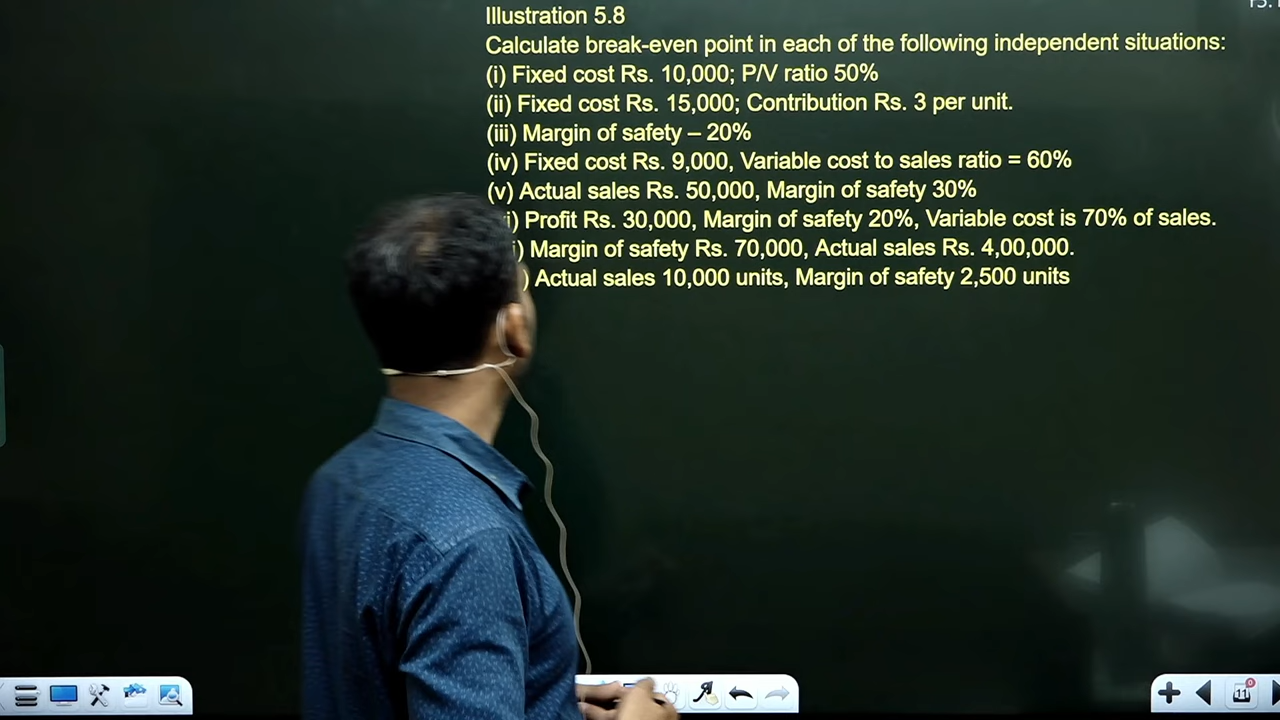 Illustration 5.8
Calculate break-even point in each of the following independent situations:
(i) Fixed cost Rs. 10,000; P/V ratio 50%
(ii) Fixed cost Rs. 15,000; Contribution Rs. 3 per unit.
(iii) Margin of safety – 20%
(iv) Fixed cost Rs. 9,000, Variable cost to sales ratio = 60%
(v) Actual sales Rs. 50,000, Margin of safety 30%
i) Profit Rs. 30,000, Margin of safety 20%, Variable cost is 70% of sales.
i) Margin of safety Rs. 70,000, Actual sales Rs. 4,00,000.
) Actual sales 10,000 units, Margin of safety 2,500 units
11